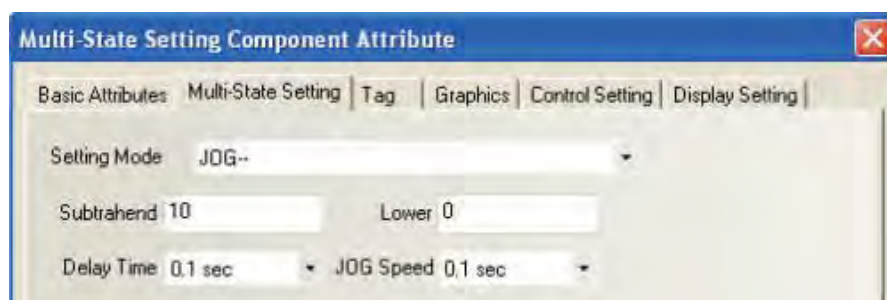 Multi-State Setting Component Attribute
Basic Attributes Multi-State Setting Tag Graphics Control Setting Display Setting
Setting Mode JOG--
Subtrahend 10 Lower 0
Delay Time 0.1 sec JOG Speed 0.1 sec